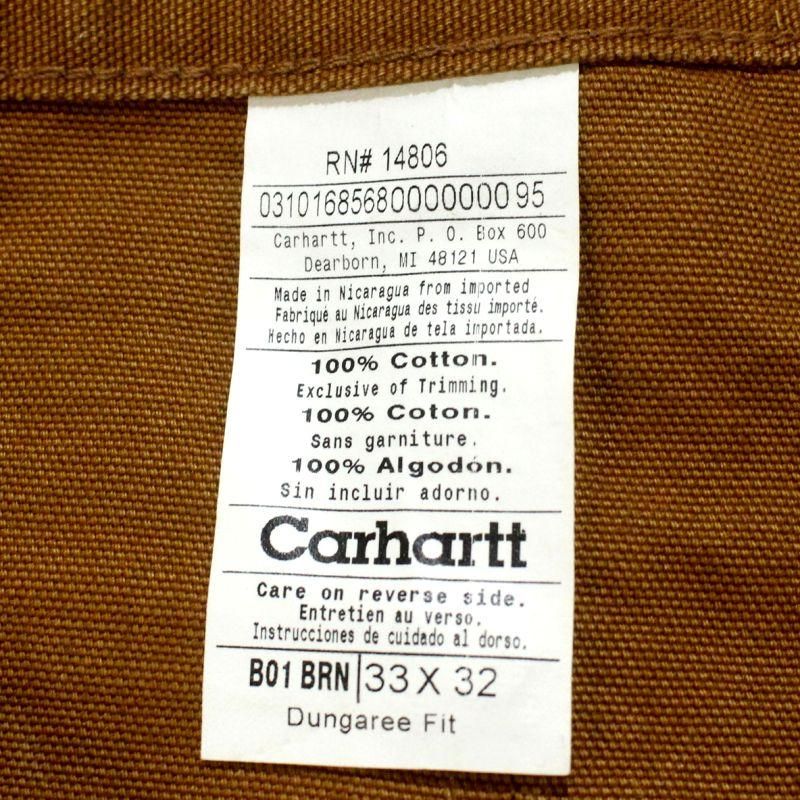 RN# 14806
03101685680000000095
Carhartt, Inc. P. O. Box 600
Dearborn, MI 48121 USA
Made in Nicaragua from imported
Fabriqué au Nicaragua des tissu importé.
Hecho en Nicaragua de tela importada.
100% Cotton.
Exclusive of Trimming.
100% Coton.
Sans garniture.
100% Algodón.
Sin incluir adorno.
Carhartt
Care on reverse side.
Entretien au verso.
Instrucciones de cuidado al dorso.
B01 BRN 33 X 32
Dungaree Fit